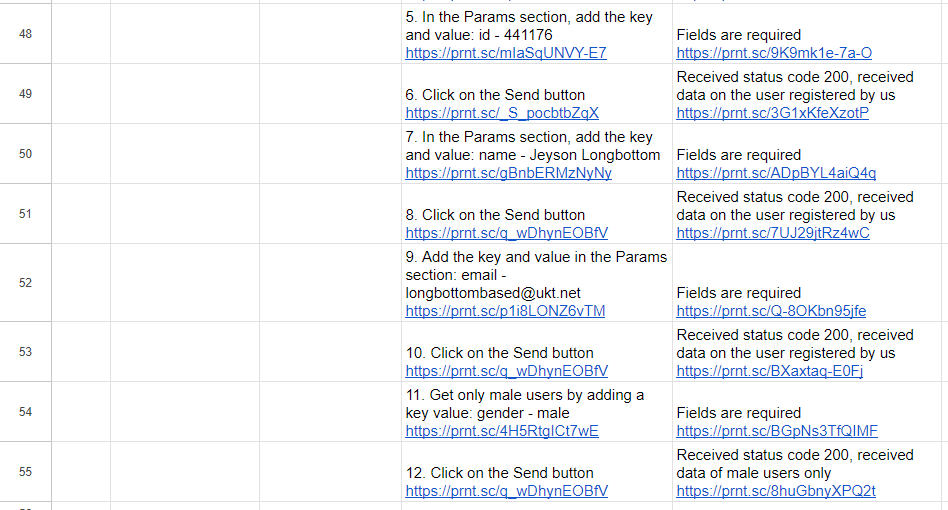 48
5. In the Params section, add the key
and value: id - 441176
https://prnt.sc/mIaSqUNVY-E7
Fields are required
https://prnt.sc/9K9mk1e-7a-O
49
6. Click on the Send button
https://prnt.sc/_S_pocbtbZqX
Received status code 200, received
data on the user registered by us
https://prnt.sc/3G1xKfeXzotP
50
7. In the Params section, add the key
and value: name - Jeyson Longbottom
https://prnt.sc/gBnbERMzNyNy
Fields are required
https://prnt.sc/ADpBYL4aiQ4q
51
8. Click on the Send button
https://prnt.sc/q_wDhynEOBfV
Received status code 200, received
data on the user registered by us
https://prnt.sc/7UJ29jtRz4wC
52
9. Add the key and value in the Params
section: email -
longbottombased@ukt.net
https://prnt.sc/p1i8LONZ6vTM
Fields are required
https://prnt.sc/Q-8OKbn95jfe
53
10. Click on the Send button
https://prnt.sc/q_wDhynEOBfV
Received status code 200, received
data on the user registered by us
https://prnt.sc/BXaxtaq-E0Fj
54
11. Get only male users by adding a
key value: gender - male
https://prnt.sc/4H5RtgICt7wE
Fields are required
https://prnt.sc/BGpNs3TfQIMF
55
12. Click on the Send button
https://prnt.sc/q_wDhynEOBfV
Received status code 200, received
data of male users only
https://prnt.sc/8huGbnyXPQ2t